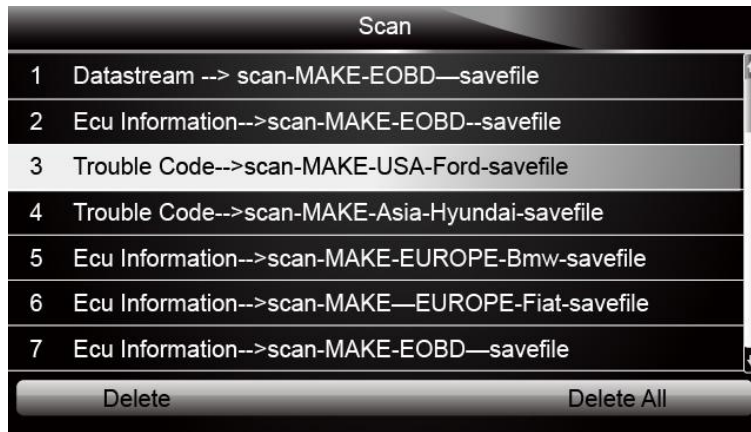 Scan
1 Datastream --> scan-MAKE-EOBD—savefile
2 Ecu Information-->scan-MAKE-EOBD--savefile
3 Trouble Code-->scan-MAKE-USA-Ford-savefile
4 Trouble Code-->scan-MAKE-Asia-Hyundai-savefile
5 Ecu Information-->scan-MAKE-EUROPE-Bmw-savefile
6 Ecu Information-->scan-MAKE—EUROPE-Fiat-savefile
7 Ecu Information-->scan-MAKE-EOBD—savefile
Delete Delete All